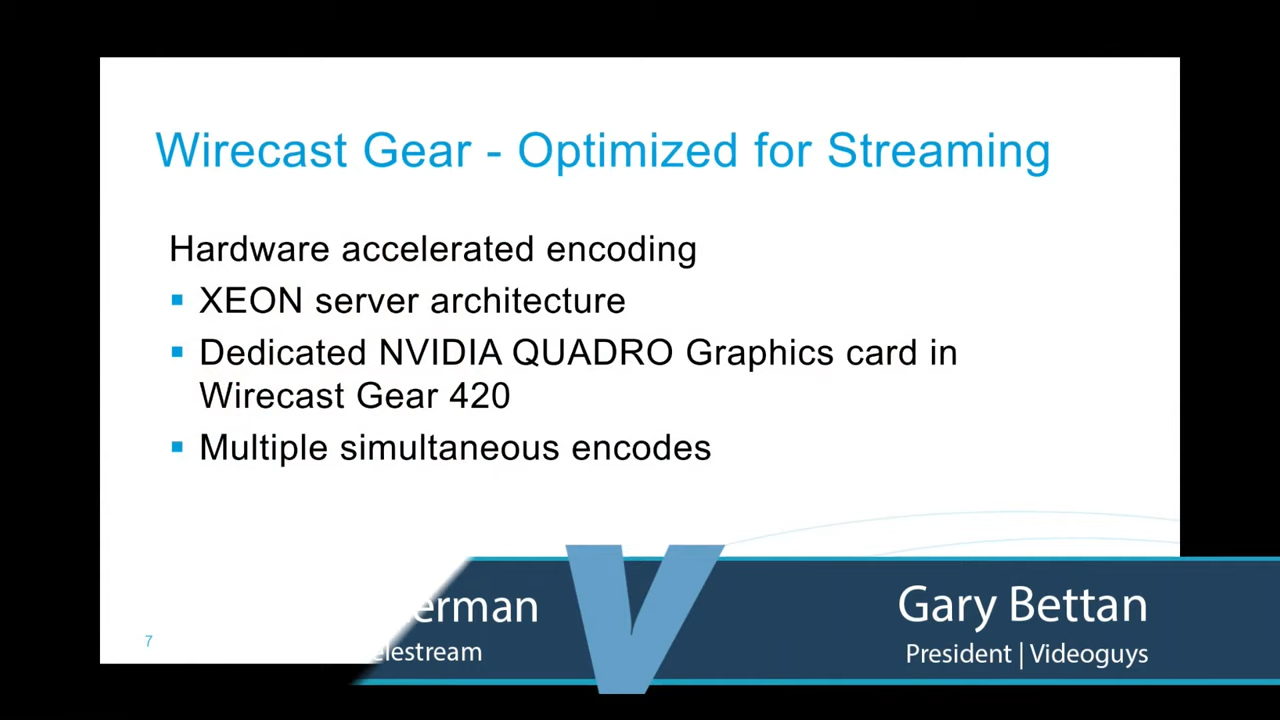 Wirecast Gear - Optimized for Streaming
Hardware accelerated encoding
▪ XEON server architecture
▪ Dedicated NVIDIA QUADRO Graphics card in
Wirecast Gear 420
▪ Multiple simultaneous encodes
7
V
Gary Bettan
President | Videoguys